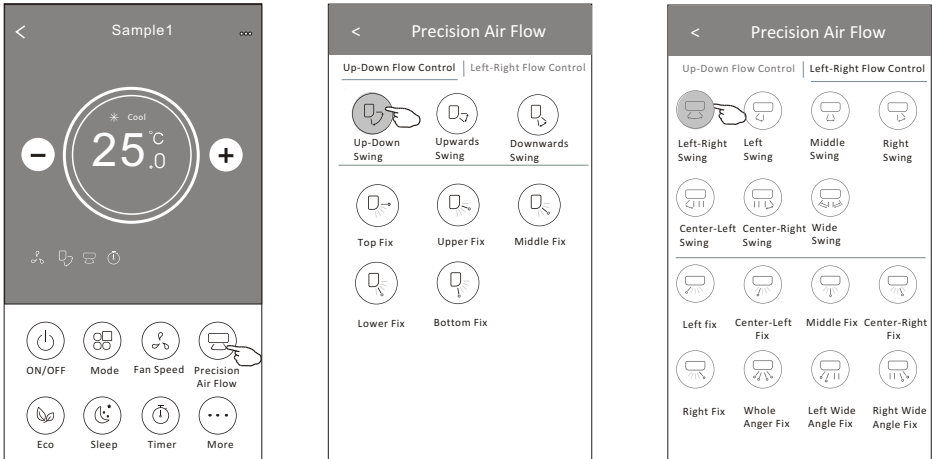 < Sample1 ...
Cool
25.0 °C
− +
ON/OFF Mode Fan Speed Precision Air Flow
Eco Sleep Timer More
< Precision Air Flow
Up-Down Flow Control | Left-Right Flow Control
Up-Down Swing
Upwards Swing
Downwards Swing
Top Fix Upper Fix Middle Fix
Lower Fix Bottom Fix
< Precision Air Flow
Up-Down Flow Control | Left-Right Flow Control
Left-Right Swing
Left Swing
Middle Swing
Right Swing
Center-Left Swing
Center-Right Swing
Wide Swing
Left fix
Center-Left Fix
Middle Fix
Center-Right Fix
Right Fix
Whole Anger Fix
Left Wide Angle Fix
Right Wide Angle Fix